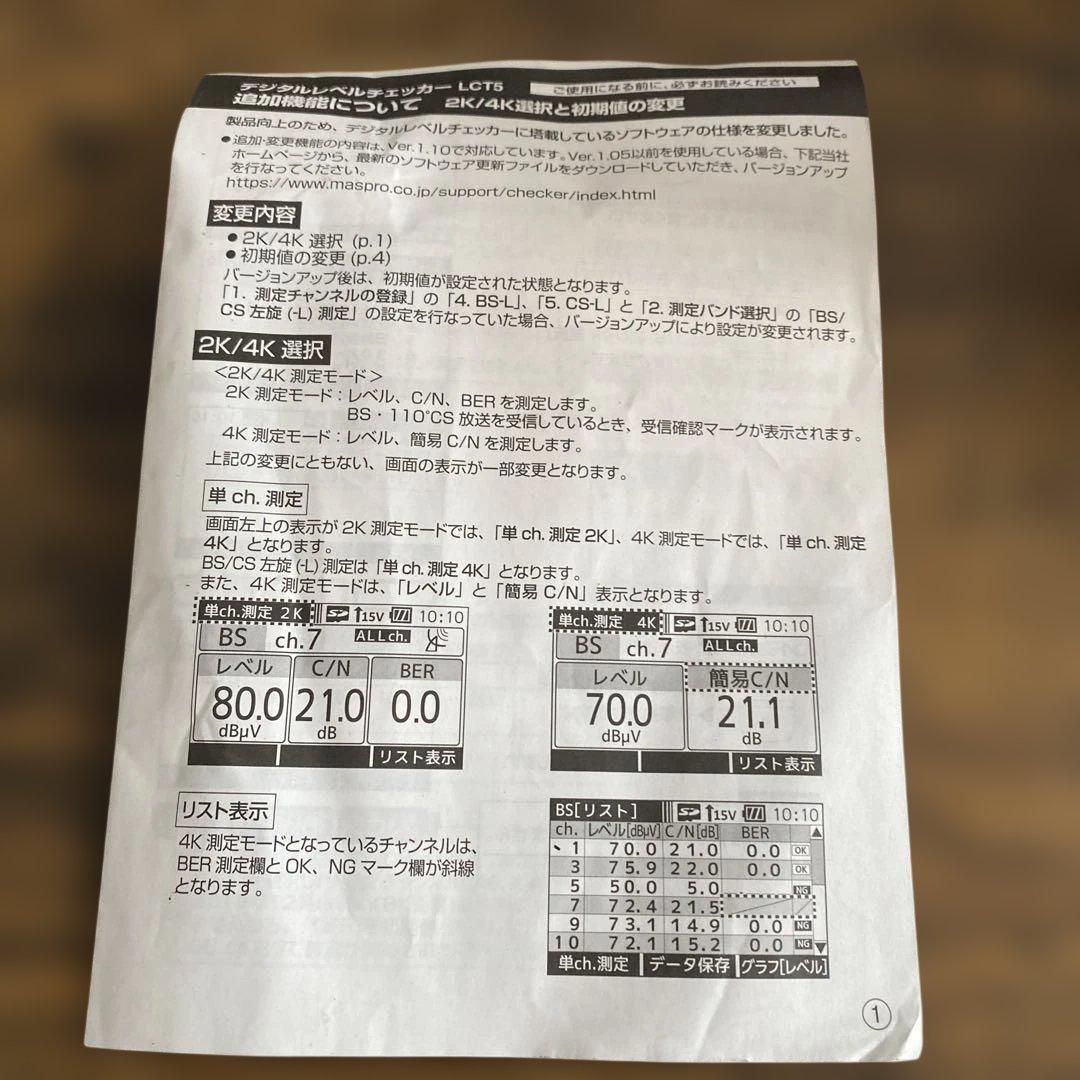 デジタルレベルチェッカー LCT5
ご使用になる前に、必ずお読みください
追加機能について 2K/4K選択と初期値の変更
製品向上のため、デジタルレベルチェッカーに搭載しているソフトウェアの仕様を変更しました。
●追加・変更機能の内容は、Ver.1.10で対応しています。Ver.1.05以前を使用している場合、下記当社
ホームページから、最新のソフトウェア更新ファイルをダウンロードしていただき、バージョンアップ
を行なってください。
https://www.maspro.co.jp/support/checker/index.html
変更内容
● 2K/4K 選択 (p.1)
● 初期値の変更 (p.4)
バージョンアップ後は、初期値が設定された状態となります。
「1. 測定チャンネルの登録」の「4. BS-L」、「5. CS-L」と「2. 測定バンド選択」の「BS/
CS 左旋 (-L) 測定」の設定を行なっていた場合、バージョンアップにより設定が変更されます。
2K/4K 選択
＜2K/4K 測定モード＞
2K 測定モード：レベル、C/N、BER を測定します。
BS・110°CS 放送を受信しているとき、受信確認マークが表示されます。
4K 測定モード：レベル、簡易 C/N を測定します。
上記の変更にともない、画面の表示が一部変更となります。
単 ch. 測定
画面左上の表示が 2K 測定モードでは、「単 ch. 測定 2K」、4K 測定モードでは、「単 ch. 測定
4K」となります。
BS/CS 左旋 (-L) 測定は「単 ch. 測定 4K」となります。
また、4K 測定モードは、「レベル」と「簡易 C/N」表示となります。
単ch.測定 2K 15V 10:10
BS ch.7 ALLch.
レベル C/N BER
80.0 21.0 0.0
dBμV dB
リスト表示
単ch.測定 4K 15V 10:10
BS ch.7 ALLch.
レベル 簡易C/N
70.0 21.1
dBμV dB
リスト表示
リスト表示
4K 測定モードとなっているチャンネルは、
BER 測定欄と OK、NG マーク欄が斜線
となります。
BS[リスト] 15V 10:10
ch. レベル[dBμV] C/N[dB] BER
1 70.0 21.0 0.0 OK
3 75.9 22.0 0.0 OK
5 50.0 5.0 NG
7 72.4 21.5
9 73.1 14.9 0.0 NG
10 72.1 15.2 0.0 NG
単ch.測定 データ保存 グラフ[レベル]
1